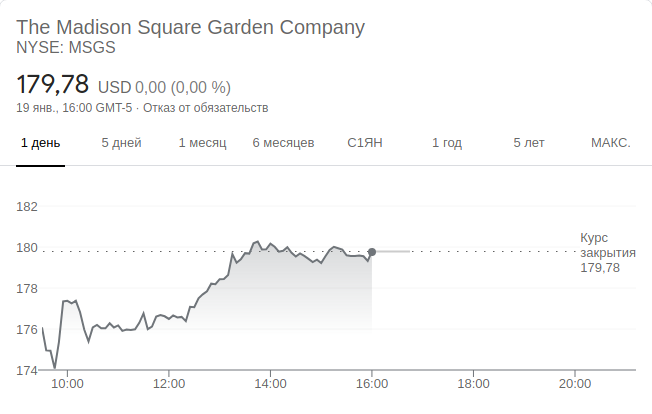 The Madison Square Garden Company
NYSE: MSGS
179,78 USD 0,00 (0,00 %)
19 янв., 16:00 GMT-5 · Отказ от обязательств
1 день 5 дней 1 месяц 6 месяцев С1ЯН 1 год 5 лет МАКС.
182
180
178
176
174
Курс
закрытия
179,78
10:00 12:00 14:00 16:00 18:00 20:00